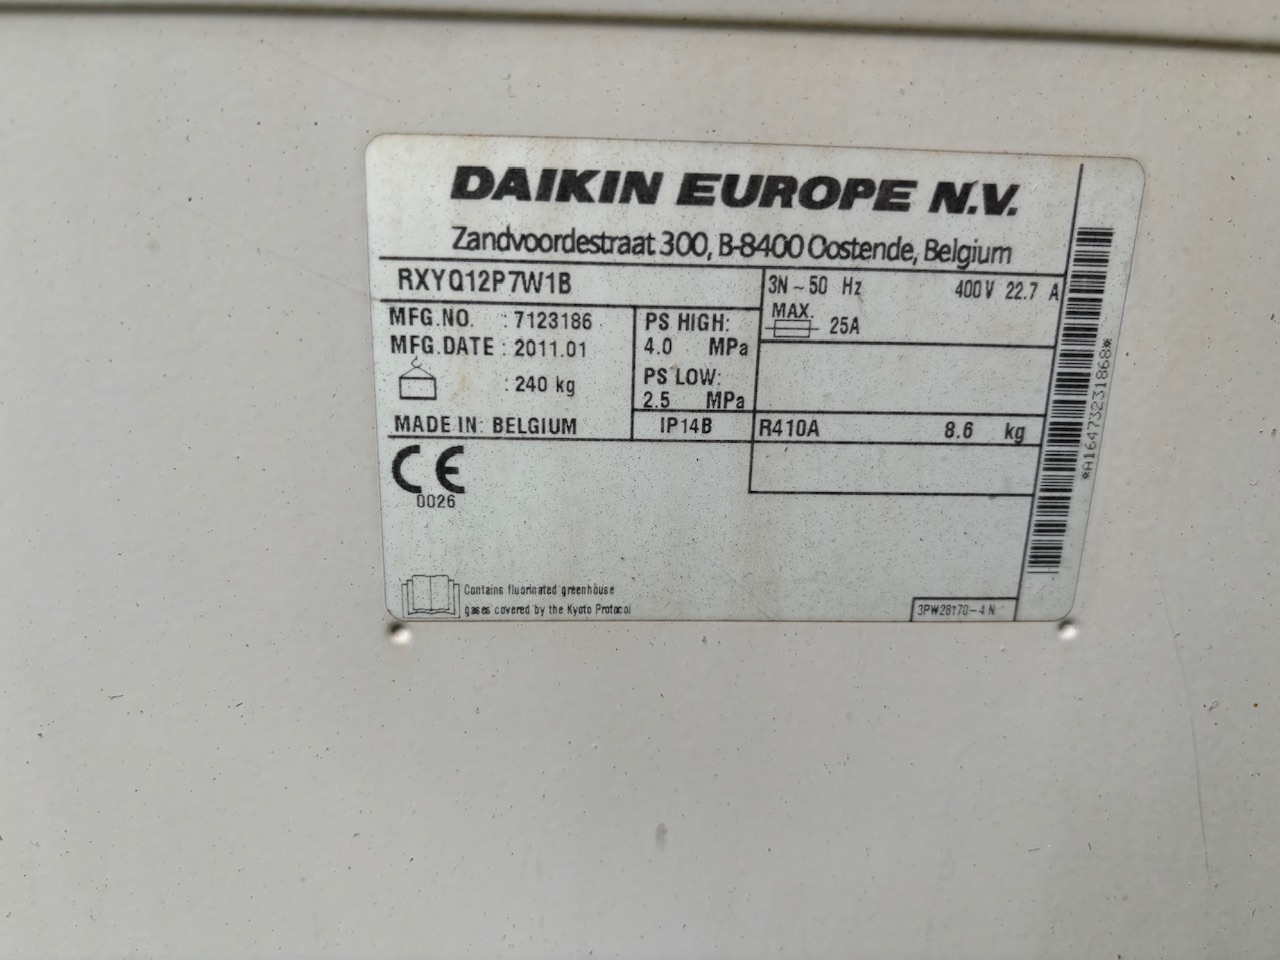 DAIKIN EUROPE N.V.
Zandvoordestraat 300, B-8400 Oostende, Belgium
RXYQ12P7W1B
3N ~ 50 Hz 400V 22.7 A
MAX.
25A
MFG.NO. : 7123186
MFG.DATE : 2011.01
: 240 kg
MADE IN: BELGIUM
PS HIGH:
4.0 MPa
PS LOW:
2.5 MPa
IP14B
R410A 8.6 kg
CE
0026
Contains fluorinated greenhouse
gases covered by the Kyoto Protocol
3PW28170-4 N
*A16473231868*